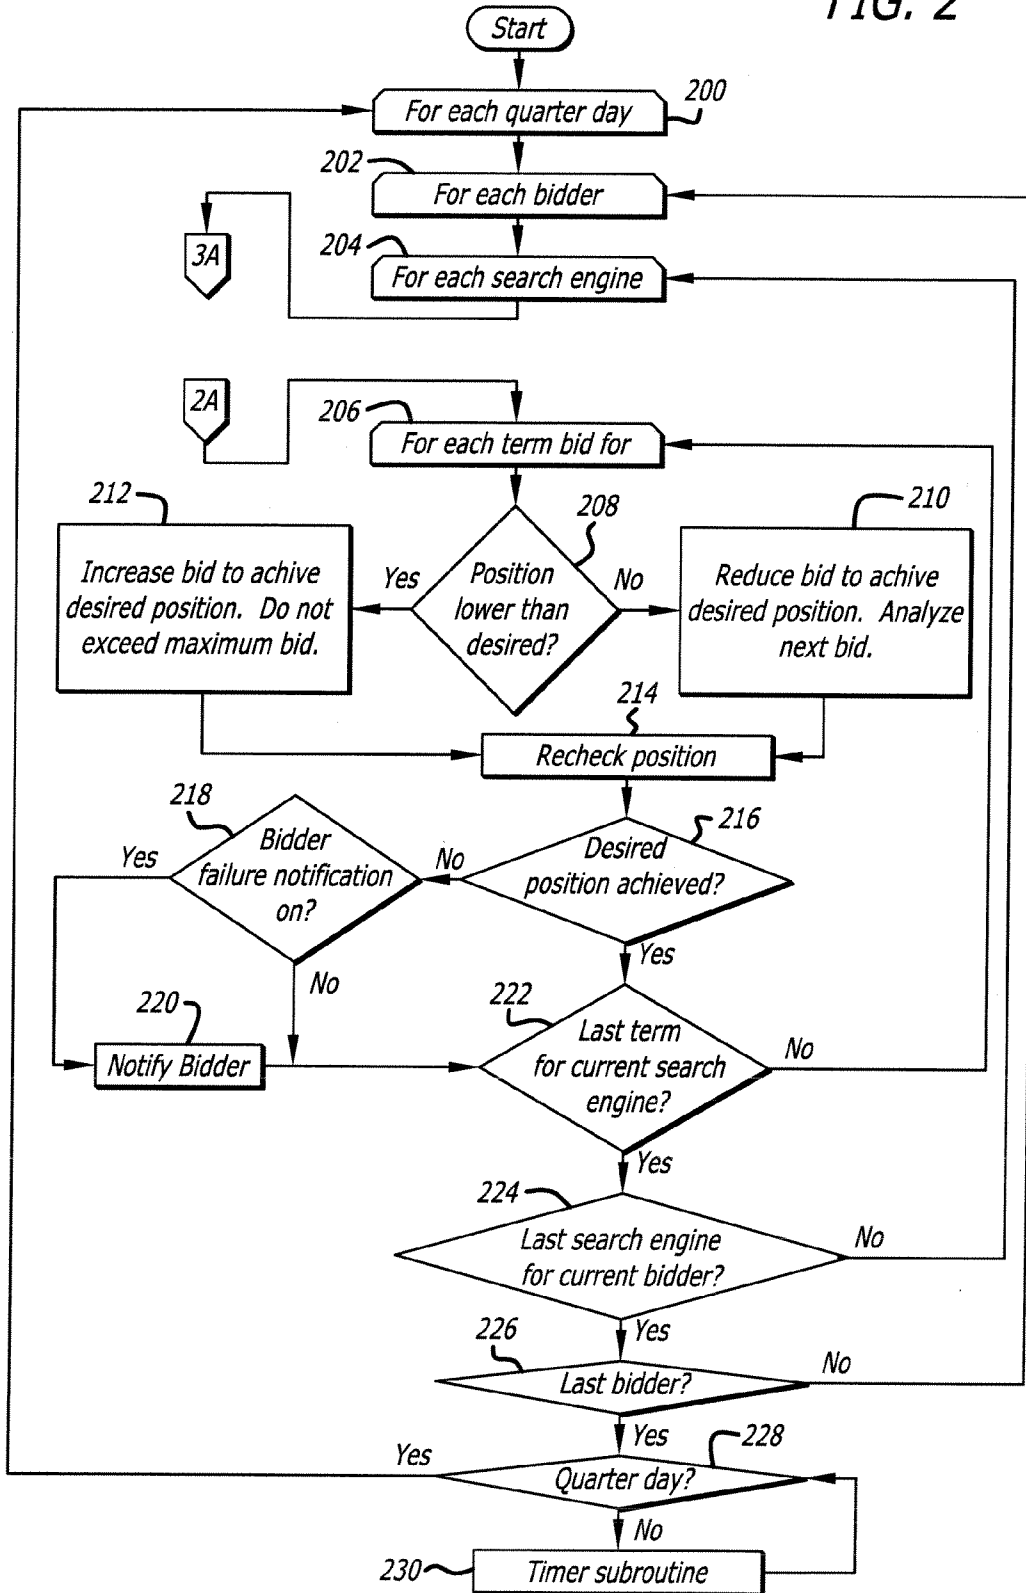 FIG. 2
Start
For each quarter day
200
202
For each bidder
3A
204
For each search engine
2A
206
For each term bid for
212
208
210
Increase bid to achive
desired position. Do not
exceed maximum bid.
Yes
Position
lower than
desired?
No
Reduce bid to achive
desired position. Analyze
next bid.
214
Recheck position
218
216
Yes
Bidder
failure notification
on?
No
Desired
position achieved?
No
Yes
220
222
Notify Bidder
Last term
for current search
engine?
No
Yes
224
Last search engine
for current bidder?
No
Yes
226
Last bidder?
No
Yes
228
Yes
Quarter day?
No
230
Timer subroutine